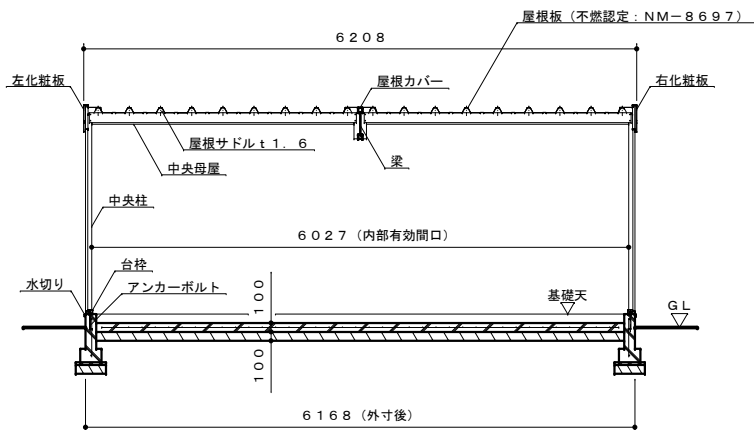 屋根板（不燃認定：ＮＭ－８６９７）
６２０８
左化粧板
屋根カバー
右化粧板
屋根サドルｔ１．６
梁
中央母屋
中央柱
６０２７（内部有効間口）
台枠
水切り
アンカーボルト
１００
基礎天
ＧＬ
１００
６１６８（外寸後）